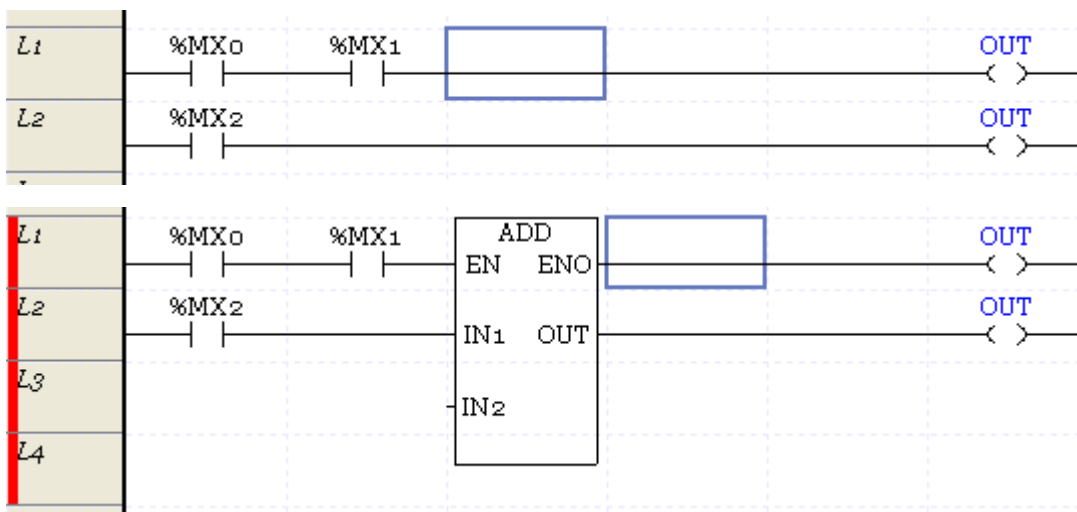 L1 %MX0 %MX1 OUT
L2 %MX2 OUT
L1 %MX0 %MX1 ADD OUT
EN ENO
L2 %MX2 OUT
IN1 OUT
L3
IN2
L4